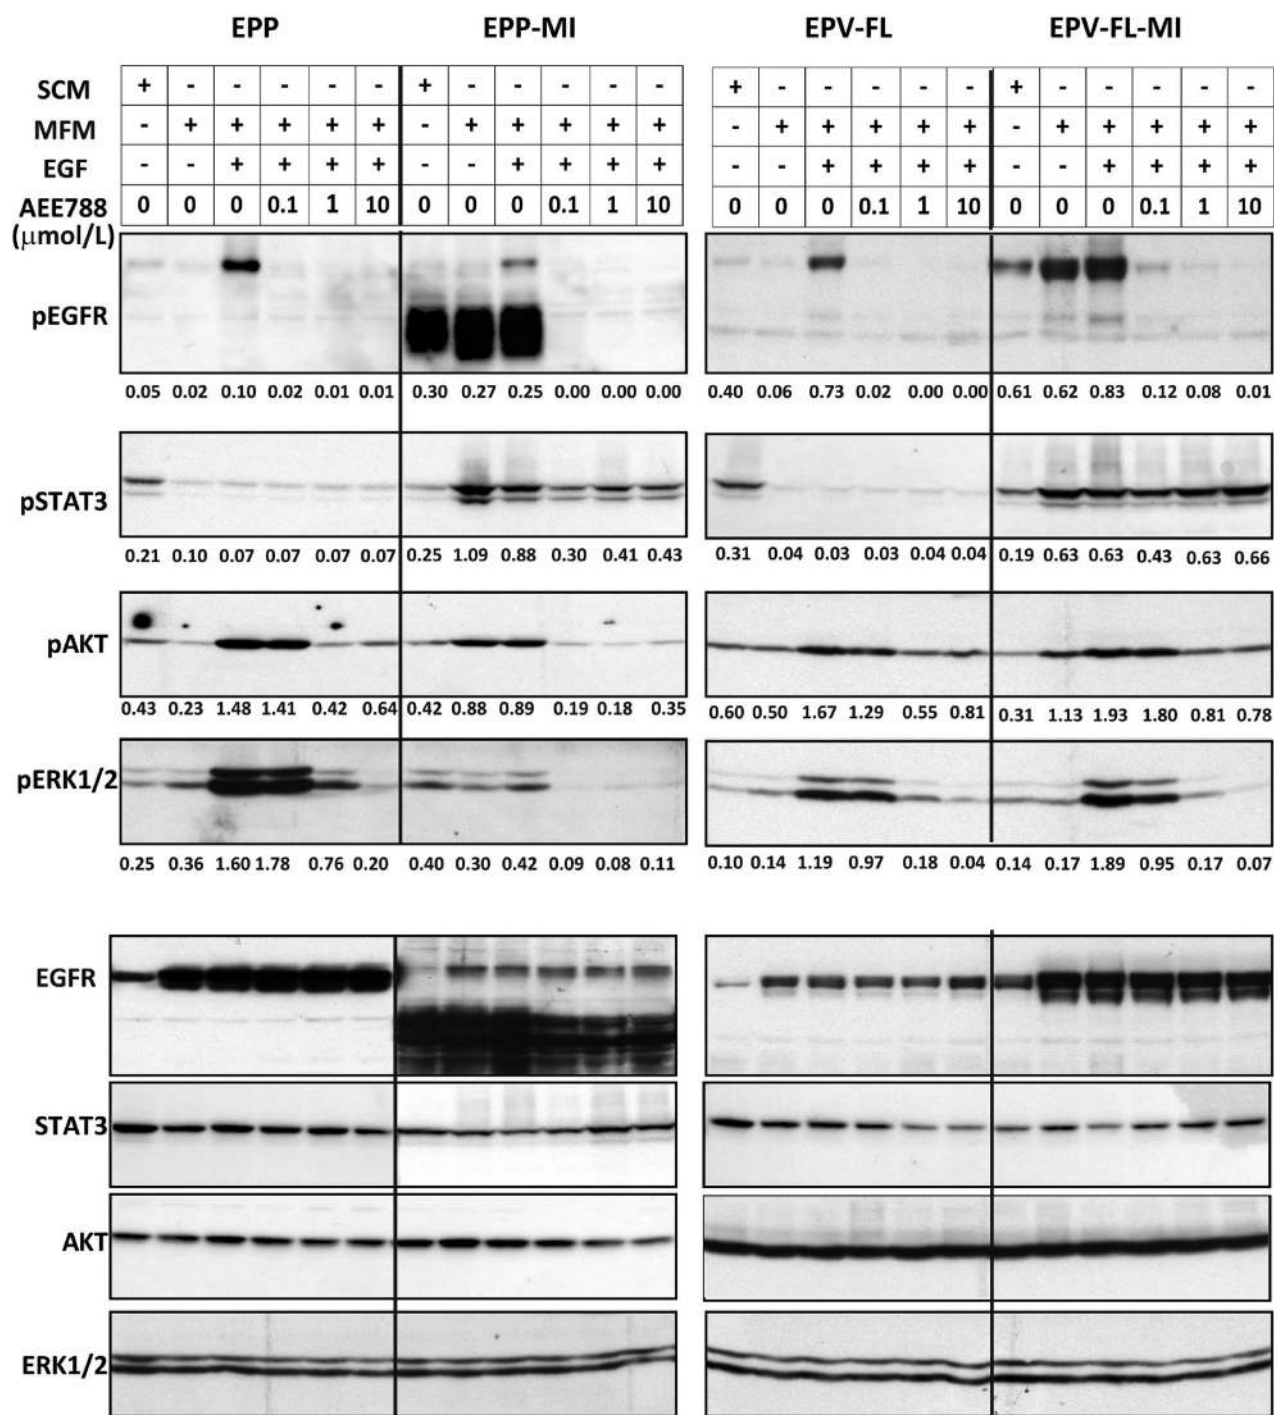 EPP EPP-MI EPV-FL EPV-FL-MI
SCM + - - - - - + - - - - - + - - - - - + - - - - -
MFM - + + + + + - + + + + + - + + + + + - + + + + +
EGF - - + + + + - - + + + + - - + + + + - - + + + +
AEE788 0 0 0 0.1 1 10 0 0 0 0.1 1 10 0 0 0 0.1 1 10 0 0 0 0.1 1 10
(μmol/L)
pEGFR
0.05 0.02 0.10 0.02 0.01 0.01 0.30 0.27 0.25 0.00 0.00 0.00 0.40 0.06 0.73 0.02 0.00 0.00 0.61 0.62 0.83 0.12 0.08 0.01
pSTAT3
0.21 0.10 0.07 0.07 0.07 0.07 0.25 1.09 0.88 0.30 0.41 0.43 0.31 0.04 0.03 0.03 0.04 0.04 0.19 0.63 0.63 0.43 0.63 0.66
pAKT
0.43 0.23 1.48 1.41 0.42 0.64 0.42 0.88 0.89 0.19 0.18 0.35 0.60 0.50 1.67 1.29 0.55 0.81 0.31 1.13 1.93 1.80 0.81 0.78
pERK1/2
0.25 0.36 1.60 1.78 0.76 0.20 0.40 0.30 0.42 0.09 0.08 0.11 0.10 0.14 1.19 0.97 0.18 0.04 0.14 0.17 1.89 0.95 0.17 0.07
EGFR
STAT3
AKT
ERK1/2